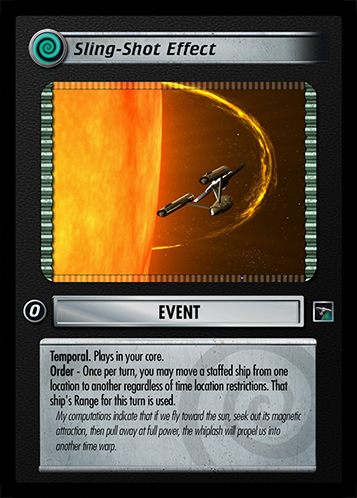 Sling-Shot Effect
0
EVENT
Temporal. Plays in your core.
Order - Once per turn, you may move a staffed ship from one
location to another regardless of time location restrictions. That
ship's Range for this turn is used.
My computations indicate that if we fly toward the sun, seek out its magnetic
attraction, then pull away at full power, the whiplash will propel us into
another time warp.